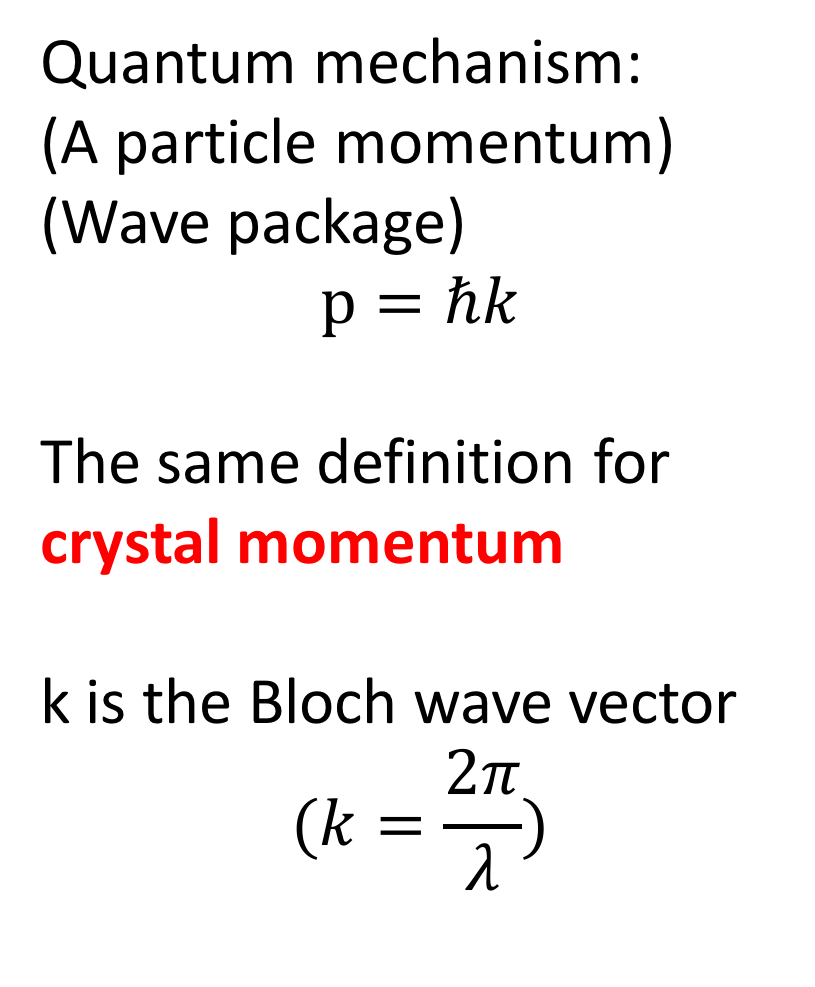 Quantum mechanism:
(A particle momentum)
(Wave package)
p = ℏk
The same definition for
crystal momentum
k is the Bloch wave vector
(k = 2π/λ)